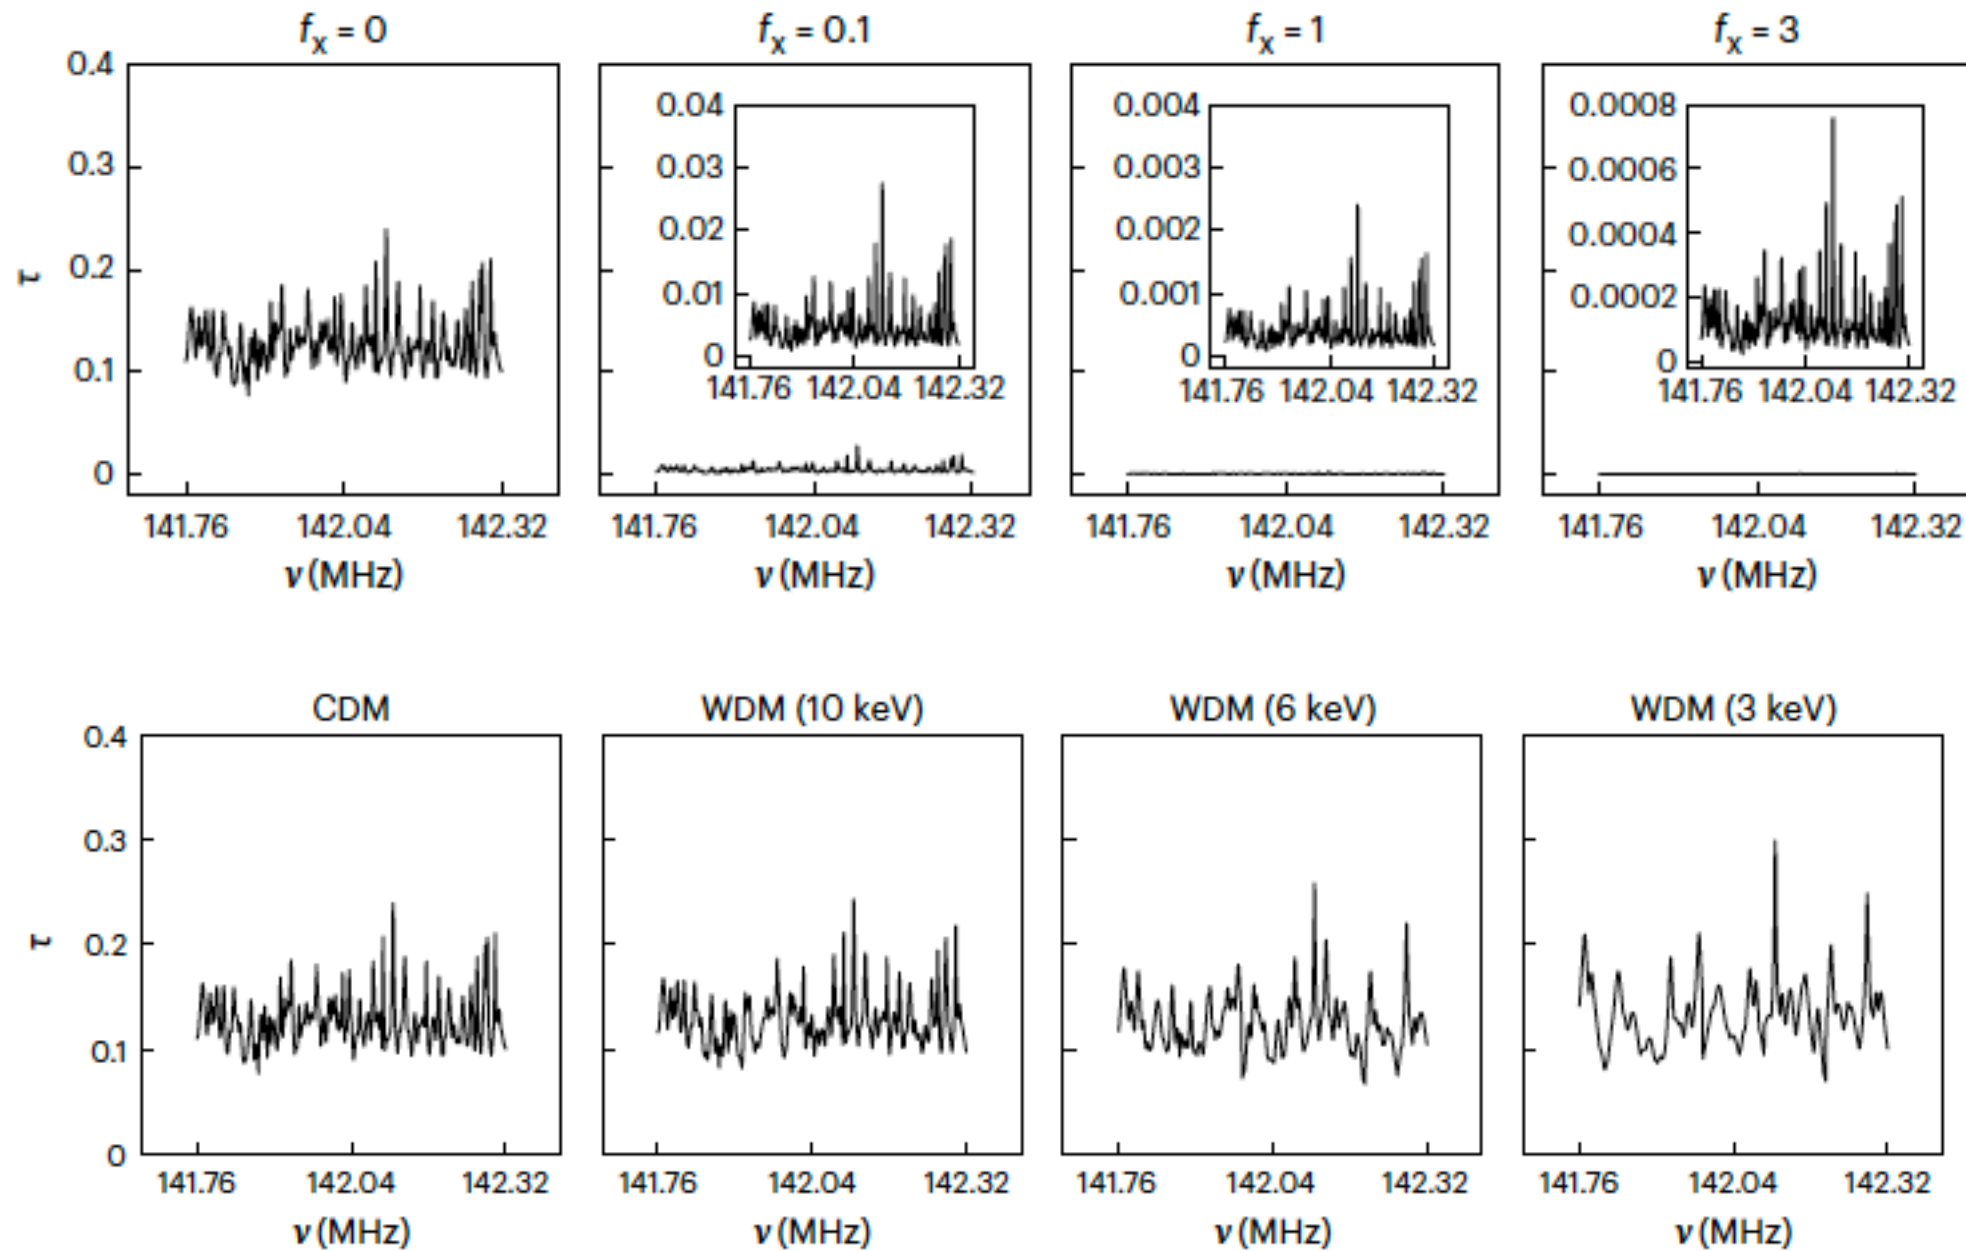 fx = 0
fx = 0.1
fx = 1
fx = 3
0.4
0.3
0.2
0.1
0
τ
141.76 142.04 142.32
ν (MHz)
0.04
0.03
0.02
0.01
0
141.76 142.04 142.32
141.76 142.04 142.32
ν (MHz)
0.004
0.003
0.002
0.001
0
141.76 142.04 142.32
141.76 142.04 142.32
ν (MHz)
0.0008
0.0006
0.0004
0.0002
0
141.76 142.04 142.32
141.76 142.04 142.32
ν (MHz)
CDM
WDM (10 keV)
WDM (6 keV)
WDM (3 keV)
0.4
0.3
0.2
0.1
0
τ
141.76 142.04 142.32
ν (MHz)
141.76 142.04 142.32
ν (MHz)
141.76 142.04 142.32
ν (MHz)
141.76 142.04 142.32
ν (MHz)